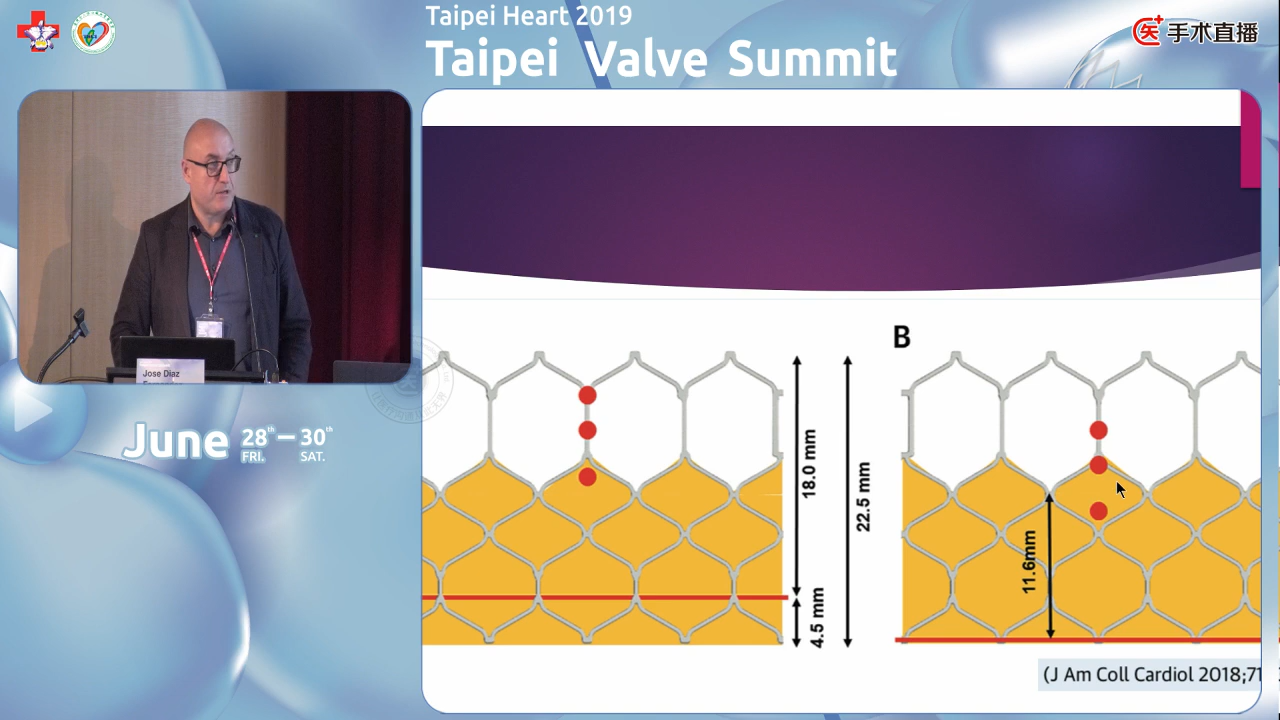 Taipei Heart 2019
Taipei Valve Summit
手术直播
Jose Diaz
June 28th — 30th
FRI. SAT.
B
18.0 mm
22.5 mm
4.5 mm
11.6mm
(J Am Coll Cardiol 2018;71